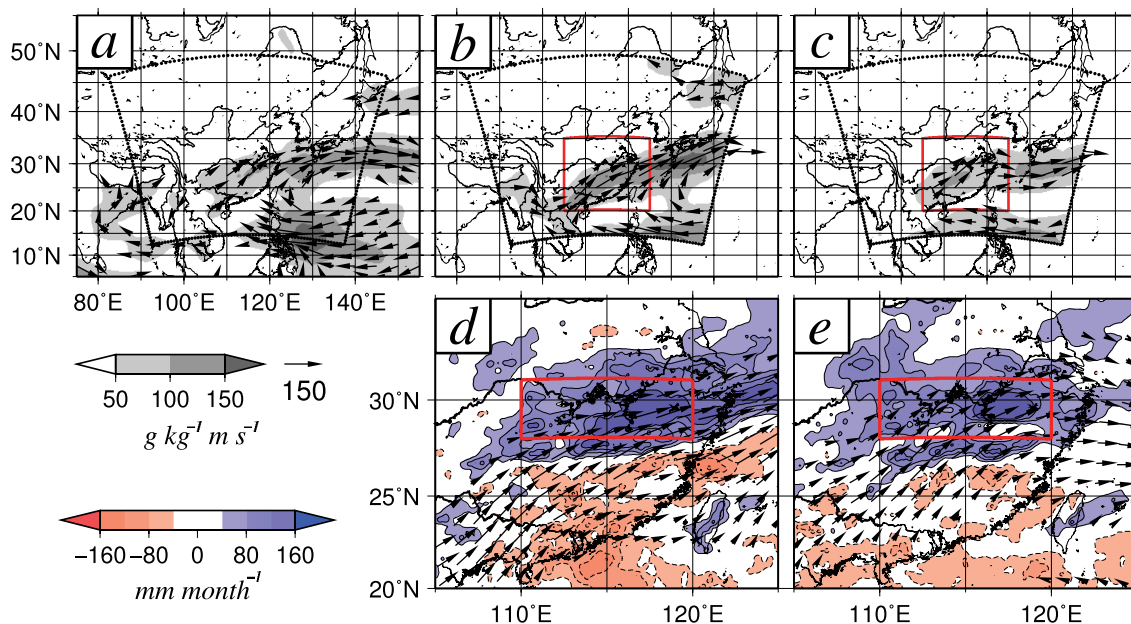 a b c
50˚N
40˚N
30˚N
20˚N
10˚N
80˚E 100˚E 120˚E 140˚E
50 100 150 150
g kg⁻¹ m s⁻¹
d e
30˚N
25˚N
20˚N
−160 −80 0 80 160
mm month⁻¹
110˚E 120˚E 110˚E 120˚E